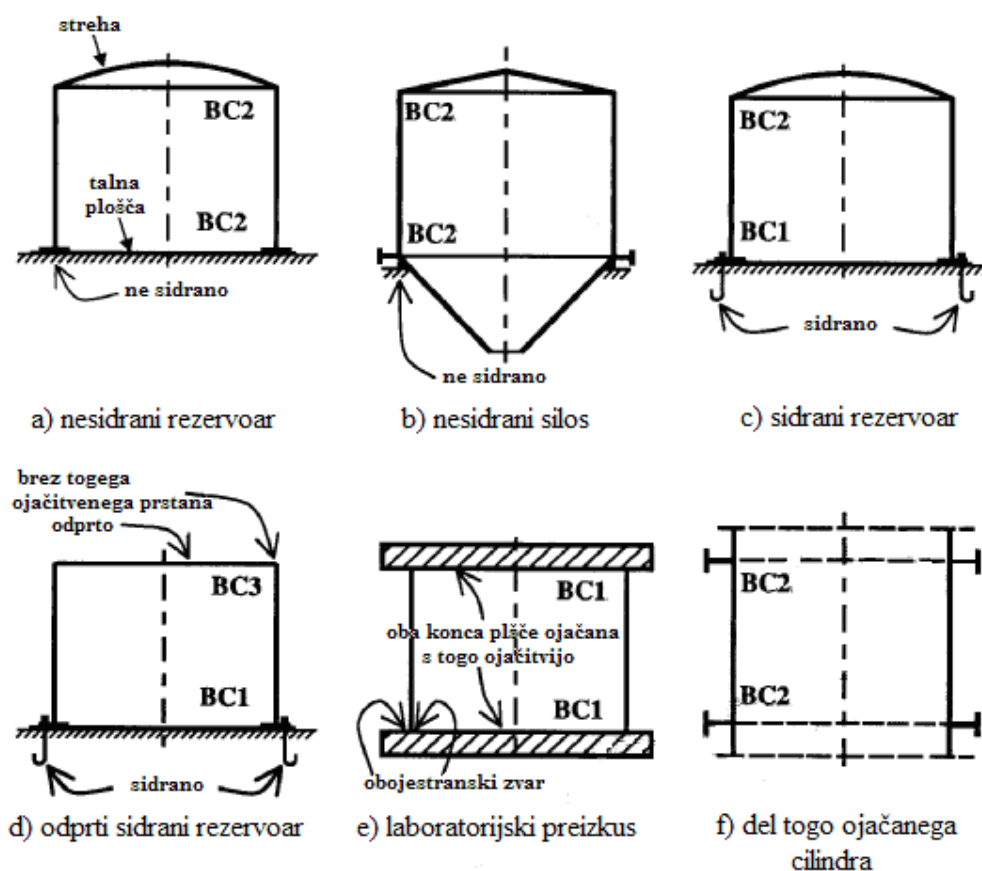 streha
BC2
talna
plošča
BC2
ne sidrano
a) nesidrani rezervoar
BC2
BC2
ne sidrano
b) nesidrani silos
BC2
BC1
sidrano
c) sidrani rezervoar
brez togega
ojačitvenega prstana
odprto
BC3
BC1
sidrano
d) odprti sidrani rezervoar
BC1
oba konca plšče ojačana
s togo ojačitvijo
BC1
obojestranski zvar
e) laboratorijski preizkus
BC2
BC2
f) del togo ojačanega
cilindra